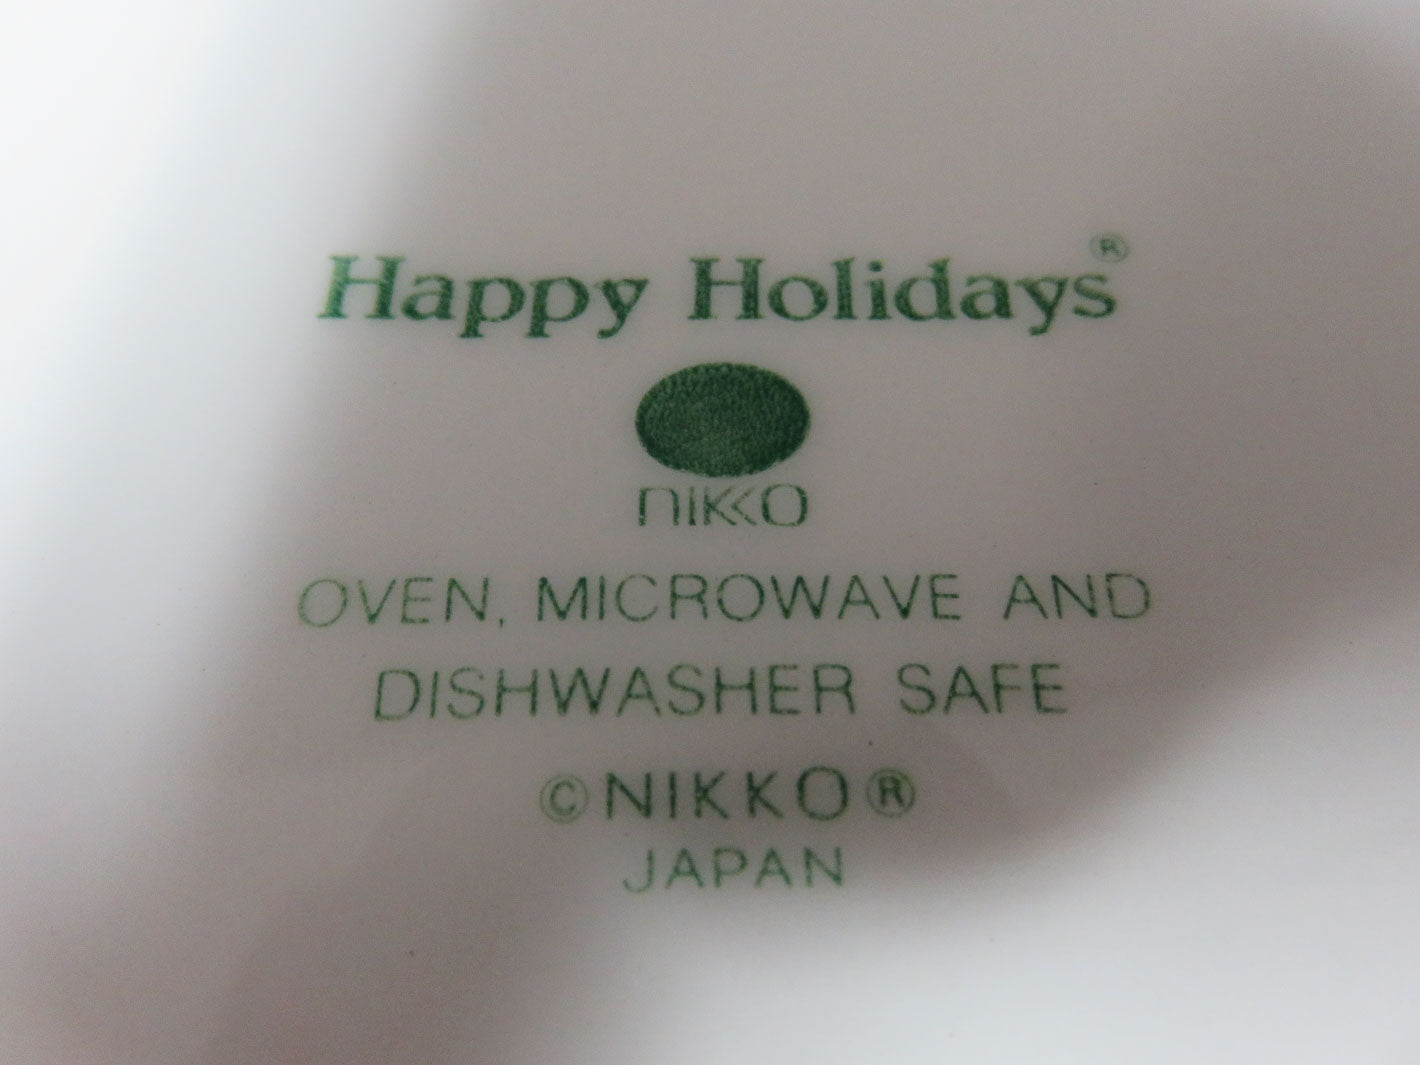 Happy Holidays®
nikko
OVEN, MICROWAVE AND
DISHWASHER SAFE
©NIKKO®
JAPAN